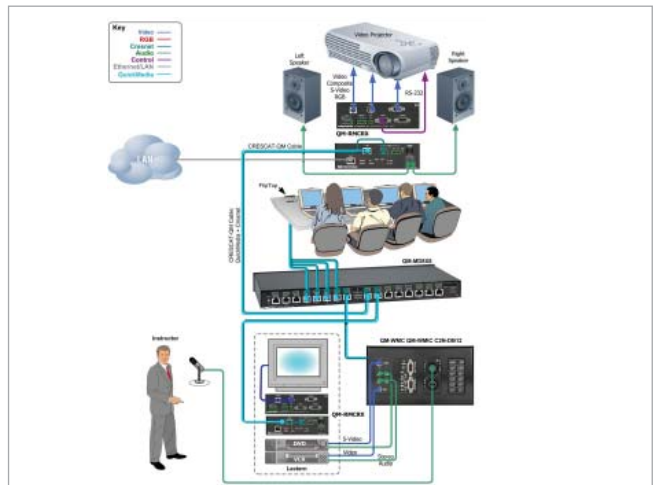 Key
Video
RGB
Cresnet
Audio
Control
Ethernet/LAN
QuickMedia
Video Projector
Left
Speaker
Right
Speaker
Video
Composite
S-Video
RGB
RS-232
QM-RMCRX
CRESCAT-QM Cable
LAN
FlipTop
CRESCAT-QM Cable
QuickMedia + Cresnet
QM-MD8X8
Instructor
QM-WMC QM-WMIC C2N-DB12
QM-RMCRX
DVD
S-Video
VCR
Video
Stereo
Audio
Lectern